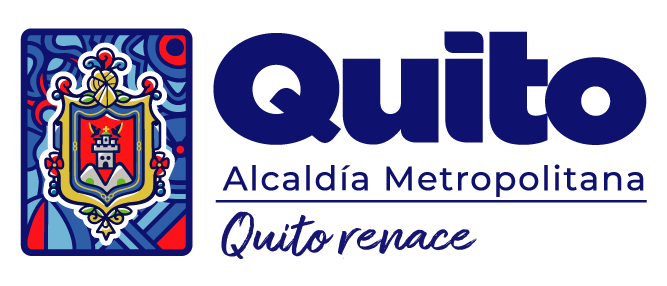 Quito
Alcaldía Metropolitana
Quito renace